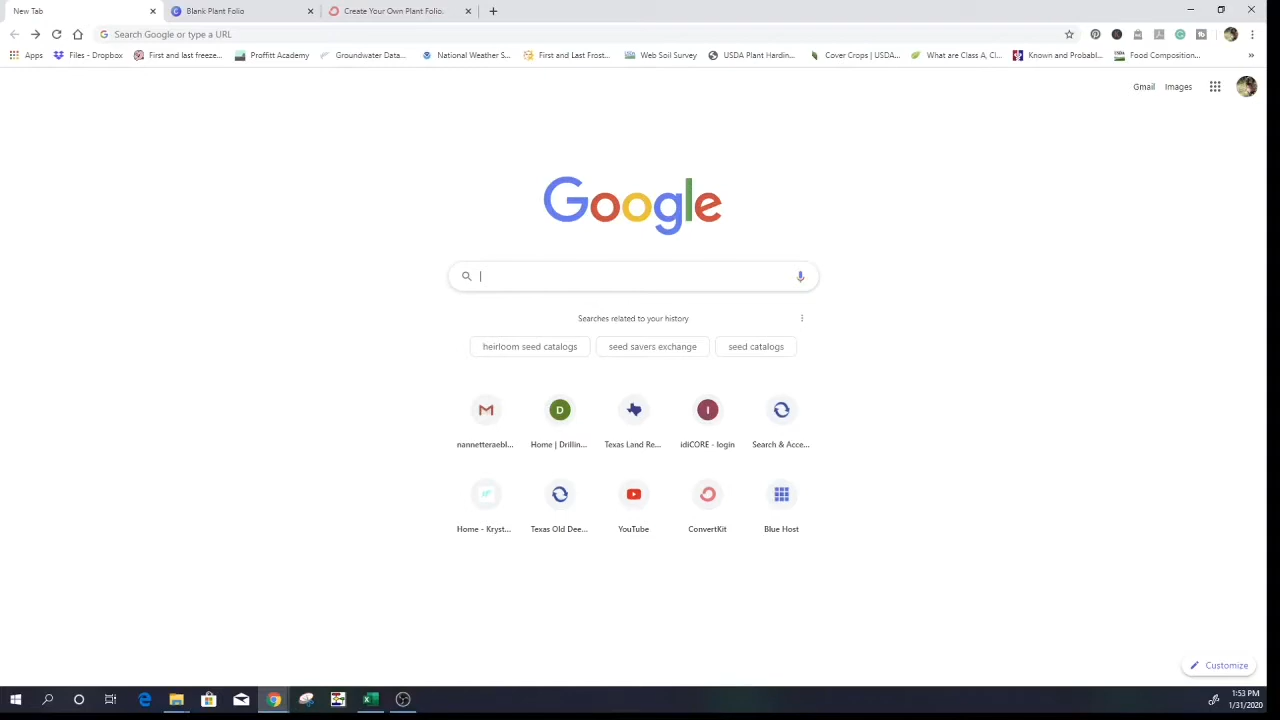 New Tab
Blank Plant Folio
Create Your Own Plant Folio.
Search Google or type a URL
Apps
Files - Dropbox
First and last freeze...
Proffitt Academy
Groundwater Data...
National Weather S...
First and Last Frost...
Web Soil Survey
USDA Plant Hardin...
Cover Crops | USDA...
What are Class A, Cl...
Known and Probabl...
Food Composition...
»
Gmail
Images
Google
Searches related to your history
heirloom seed catalogs
seed savers exchange
seed catalogs
D
I
nannetteraebl...
Home | Drillin...
Texas Land Re...
idiCORE - login
Search & Acce...
Home - Kryst...
Texas Old Dee...
YouTube
ConvertKit
Blue Host
Customize
1:53 PM
1/31/2020